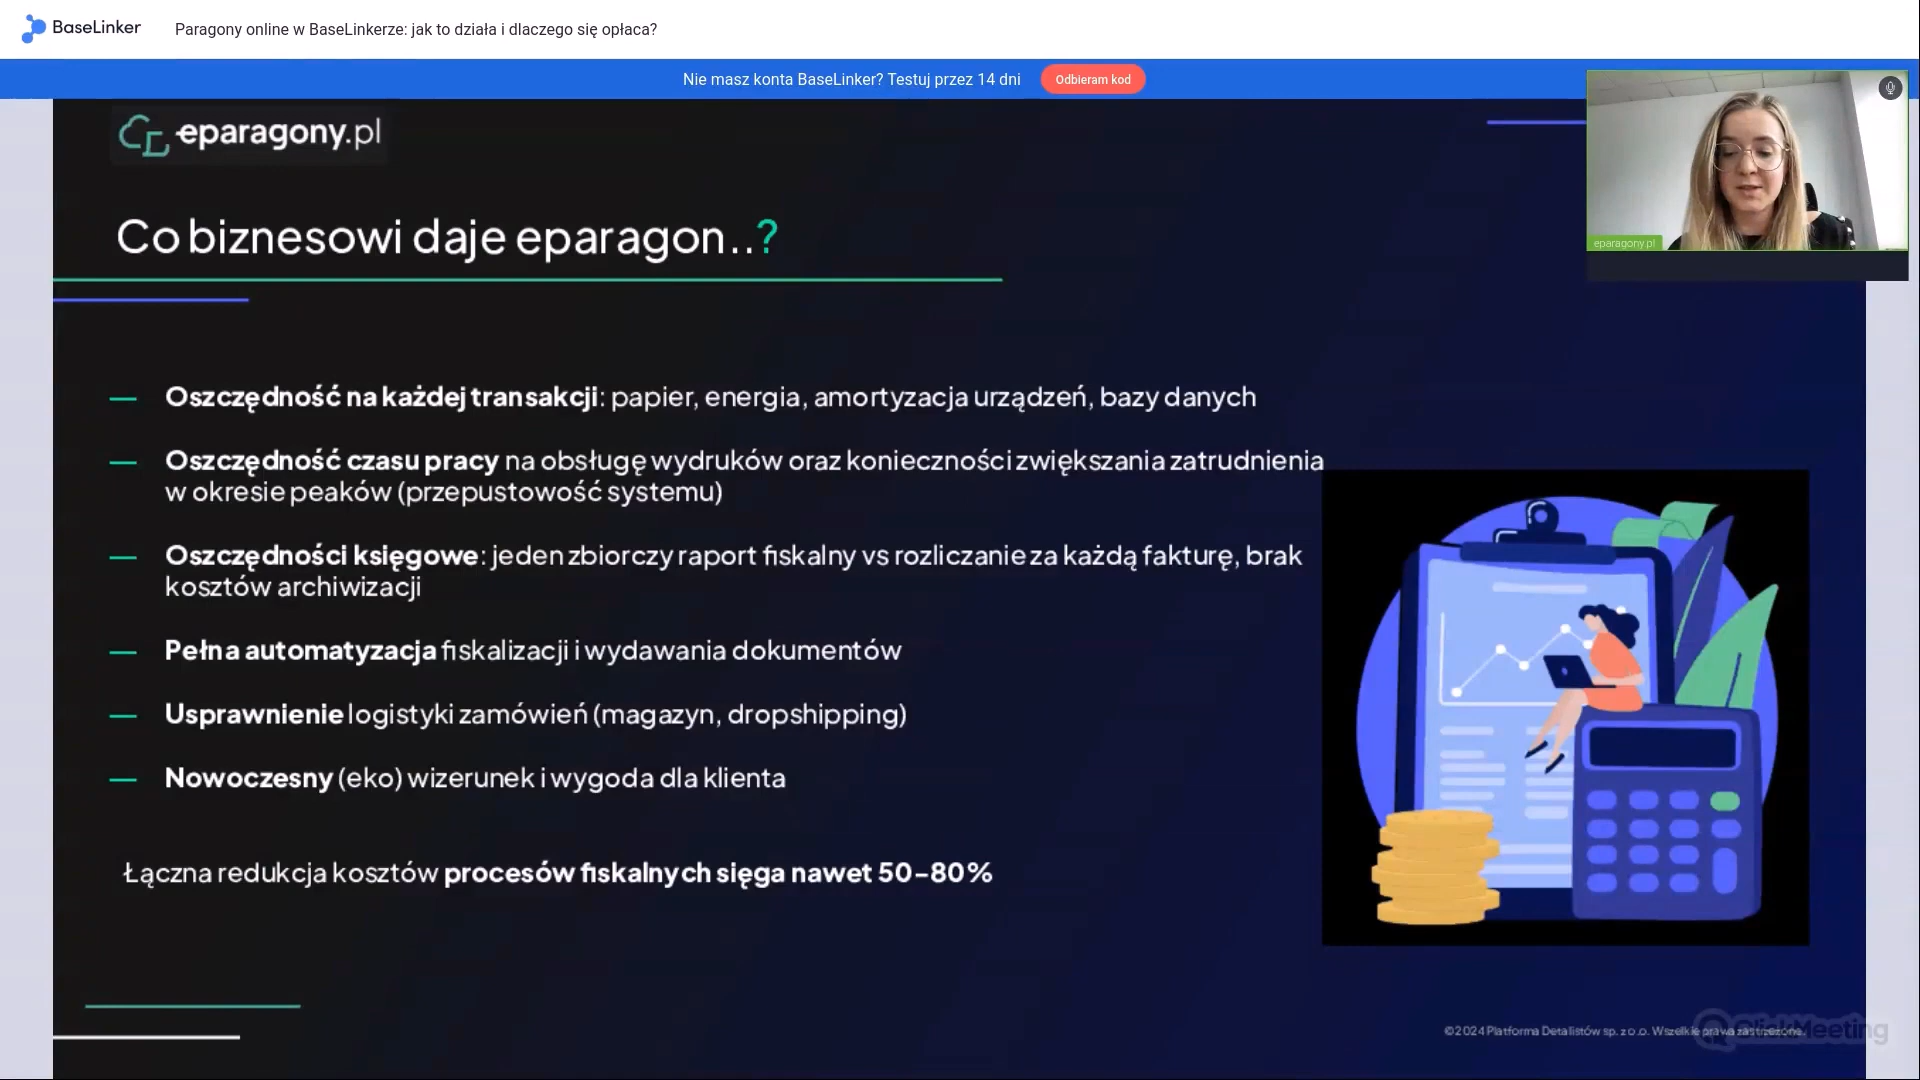 BaseLinker
Paragony online w BaseLinkerze: jak to działa i dlaczego się opłaca?
Nie masz konta BaseLinker? Testuj przez 14 dni
Odbieram kod
eparagony.pl
eparagony.pl
Co biznesowi daje eparagon..?
— Oszczędność na każdej transakcji: papier, energia, amortyzacja urządzeń, bazy danych
— Oszczędność czasu pracy na obsługę wydruków oraz konieczności zwiększania zatrudnienia
w okresie peaków (przepustowość systemu)
— Oszczędności księgowe: jeden zbiorczy raport fiskalny vs rozliczanie za każdą fakturę, brak
kosztów archiwizacji
— Pełna automatyzacja fiskalizacji i wydawania dokumentów
— Usprawnienie logistyki zamówień (magazyn, dropshipping)
— Nowoczesny (eko) wizerunek i wygoda dla klienta
Łączna redukcja kosztów procesów fiskalnych sięga nawet 50-80%
©2024 Platforma Detalistów sp. z o .o. Wszelkie prawa zastrzeżone.
ClickMeeting